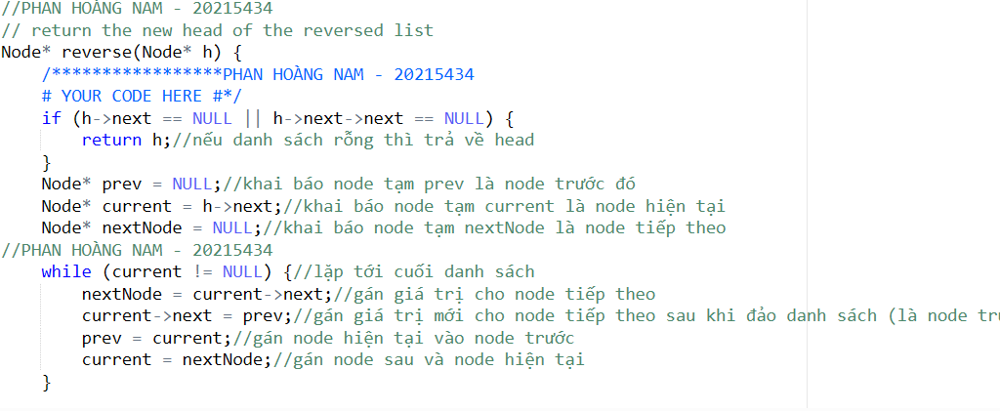 //PHAN HOÀNG NAM - 20215434
// return the new head of the reversed list
Node* reverse(Node* h) {
/*****************PHAN HOÀNG NAM - 20215434
# YOUR CODE HERE #*/
if (h->next == NULL || h->next->next == NULL) {
return h;//nếu danh sách rỗng thì trả về head
}
Node* prev = NULL;//khai báo node tạm prev là node trước đó
Node* current = h->next;//khai báo node tạm current là node hiện tại
Node* nextNode = NULL;//khai báo node tạm nextNode là node tiếp theo
//PHAN HOÀNG NAM - 20215434
while (current != NULL) {//lặp tới cuối danh sách
nextNode = current->next;//gán giá trị cho node tiếp theo
current->next = prev;//gán giá trị mới cho node tiếp theo sau khi đảo danh sách (là node
prev = current;//gán node hiện tại vào node trước
current = nextNode;//gán node sau và node hiện tại
}